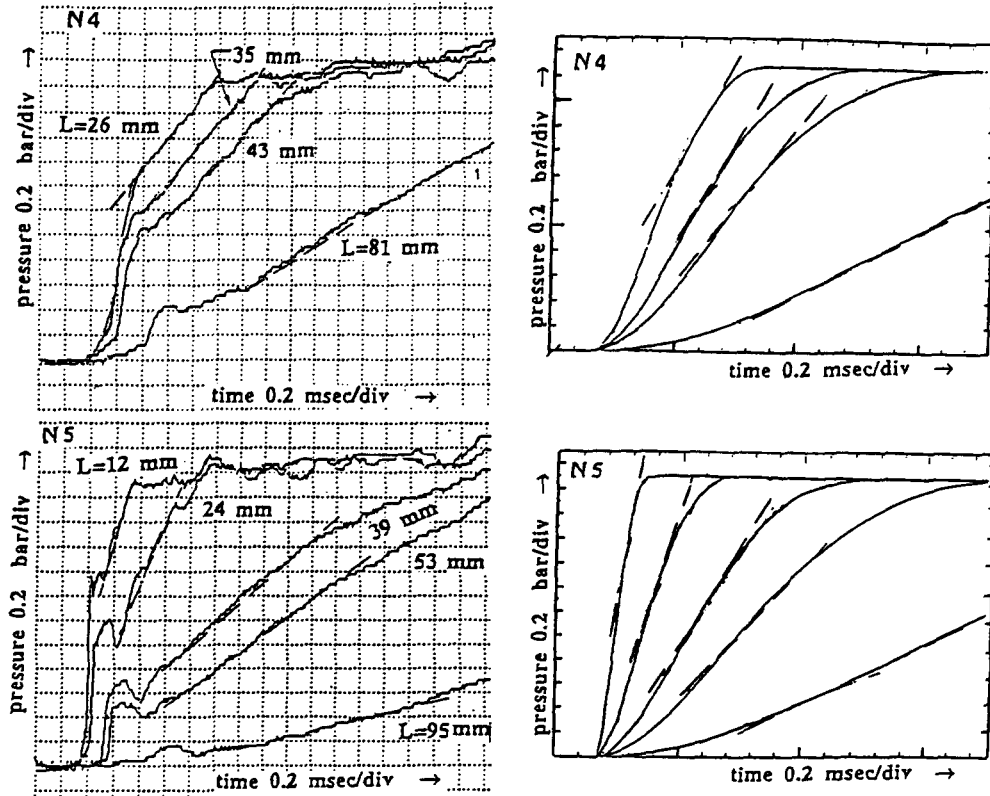 N4
35 mm
L=26 mm
43 mm
L=81 mm
pressure 0.2 bar/div →
time 0.2 msec/div →
N4
pressure 0.2 bar/div →
time 0.2 msec/div →
N5
L=12 mm
24 mm
39 mm
53 mm
L=95mm
pressure 0.2 bar/div →
time 0.2 msec/div →
N5
pressure 0.2 bar/div →
time 0.2 msec/div →